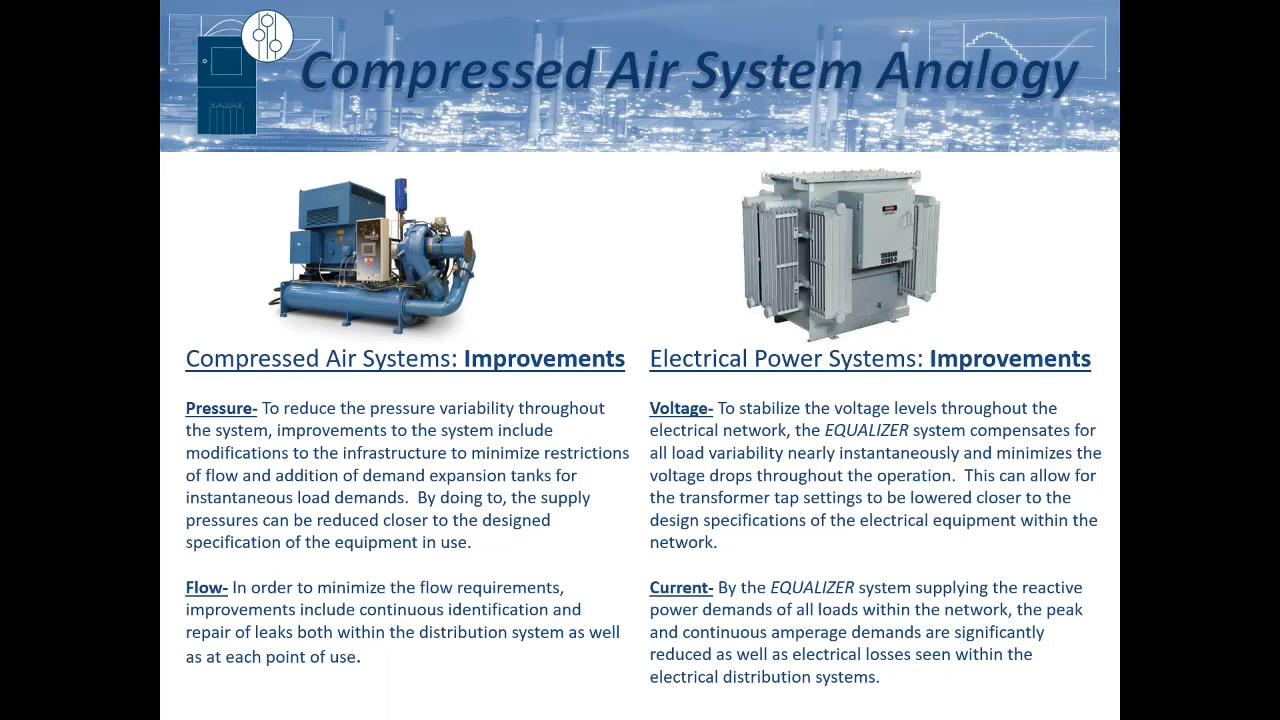 Compressed Air System Analogy
Compressed Air Systems: Improvements
Pressure- To reduce the pressure variability throughout
the system, improvements to the system include
modifications to the infrastructure to minimize restrictions
of flow and addition of demand expansion tanks for
instantaneous load demands.  By doing to, the supply
pressures can be reduced closer to the designed
specification of the equipment in use.
Flow- In order to minimize the flow requirements,
improvements include continuous identification and
repair of leaks both within the distribution system as well
as at each point of use.
Electrical Power Systems: Improvements
Voltage- To stabilize the voltage levels throughout the
electrical network, the EQUALIZER system compensates for
all load variability nearly instantaneously and minimizes the
voltage drops throughout the operation.  This can allow for
the transformer tap settings to be lowered closer to the
design specifications of the electrical equipment within the
network.
Current- By the EQUALIZER system supplying the reactive
power demands of all loads within the network, the peak
and continuous amperage demands are significantly
reduced as well as electrical losses seen within the
electrical distribution systems.